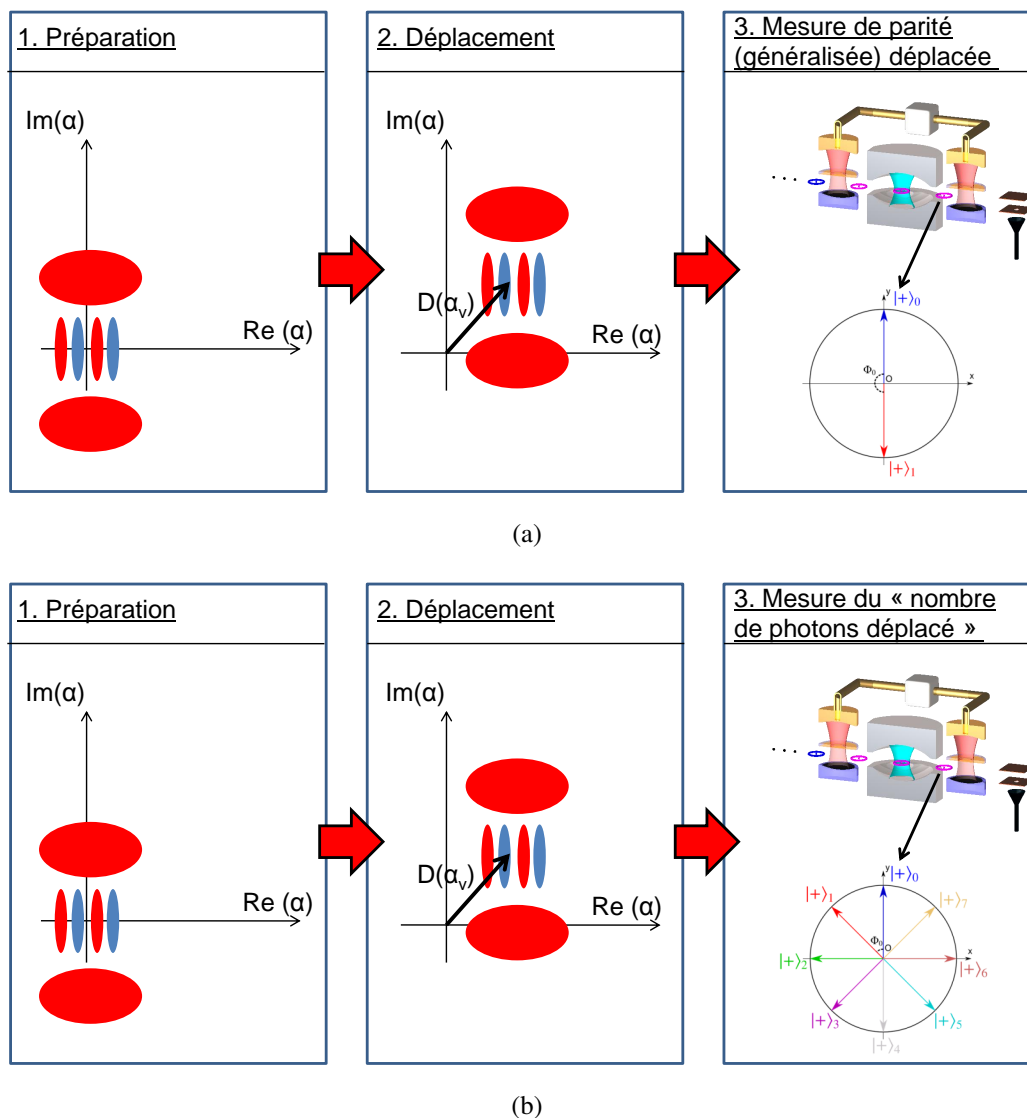 1. Préparation
2. Déplacement
3. Mesure de parité
(généralisée) déplacée
Im(α)
Re (α)
Im(α)
D(αᵥ)
Re (α)
. . .
y
|+⟩₀
Φ₀
O
x
|+⟩₁
(a)
1. Préparation
2. Déplacement
3. Mesure du « nombre
de photons déplacé »
Im(α)
Re (α)
Im(α)
D(αᵥ)
Re (α)
. . .
y
|+⟩₀
|+⟩₁
|+⟩₇
Φ₀
O
x
|+⟩₂
|+⟩₆
|+⟩₃
|+⟩₅
|+⟩₄
(b)